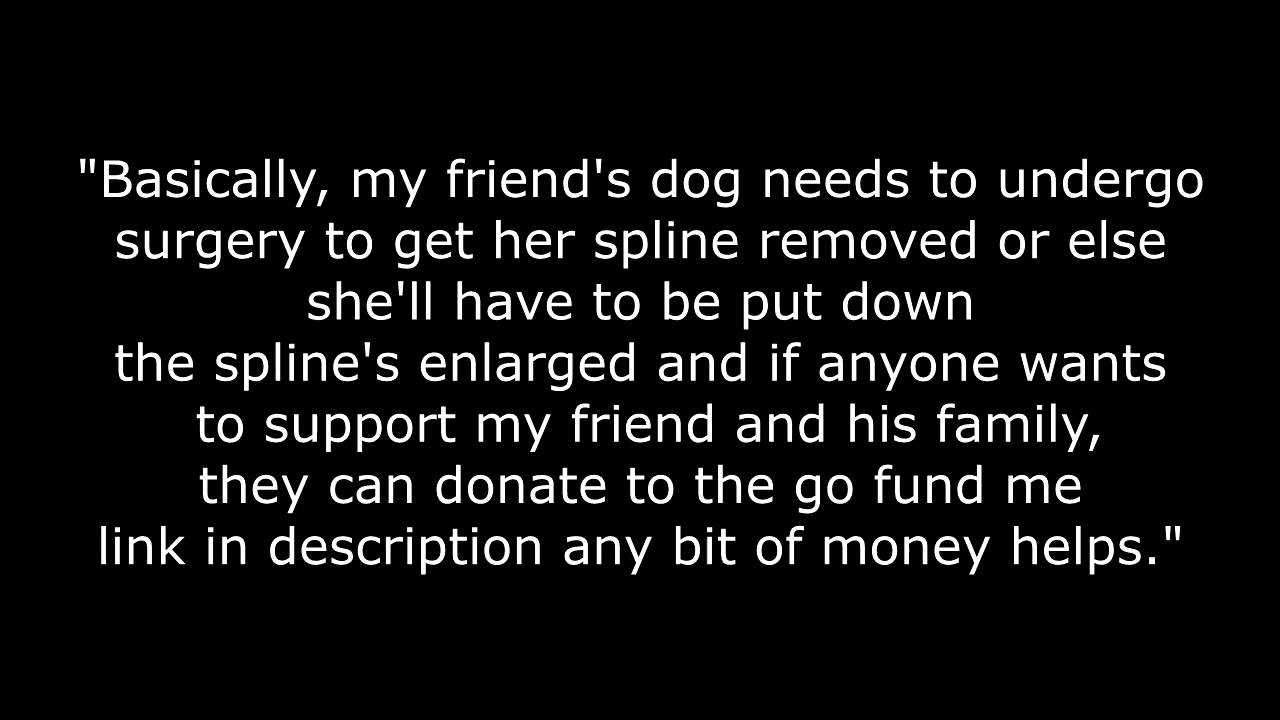 "Basically, my friend's dog needs to undergo
surgery to get her spline removed or else
she'll have to be put down
the spline's enlarged and if anyone wants
to support my friend and his family,
they can donate to the go fund me
link in description any bit of money helps."